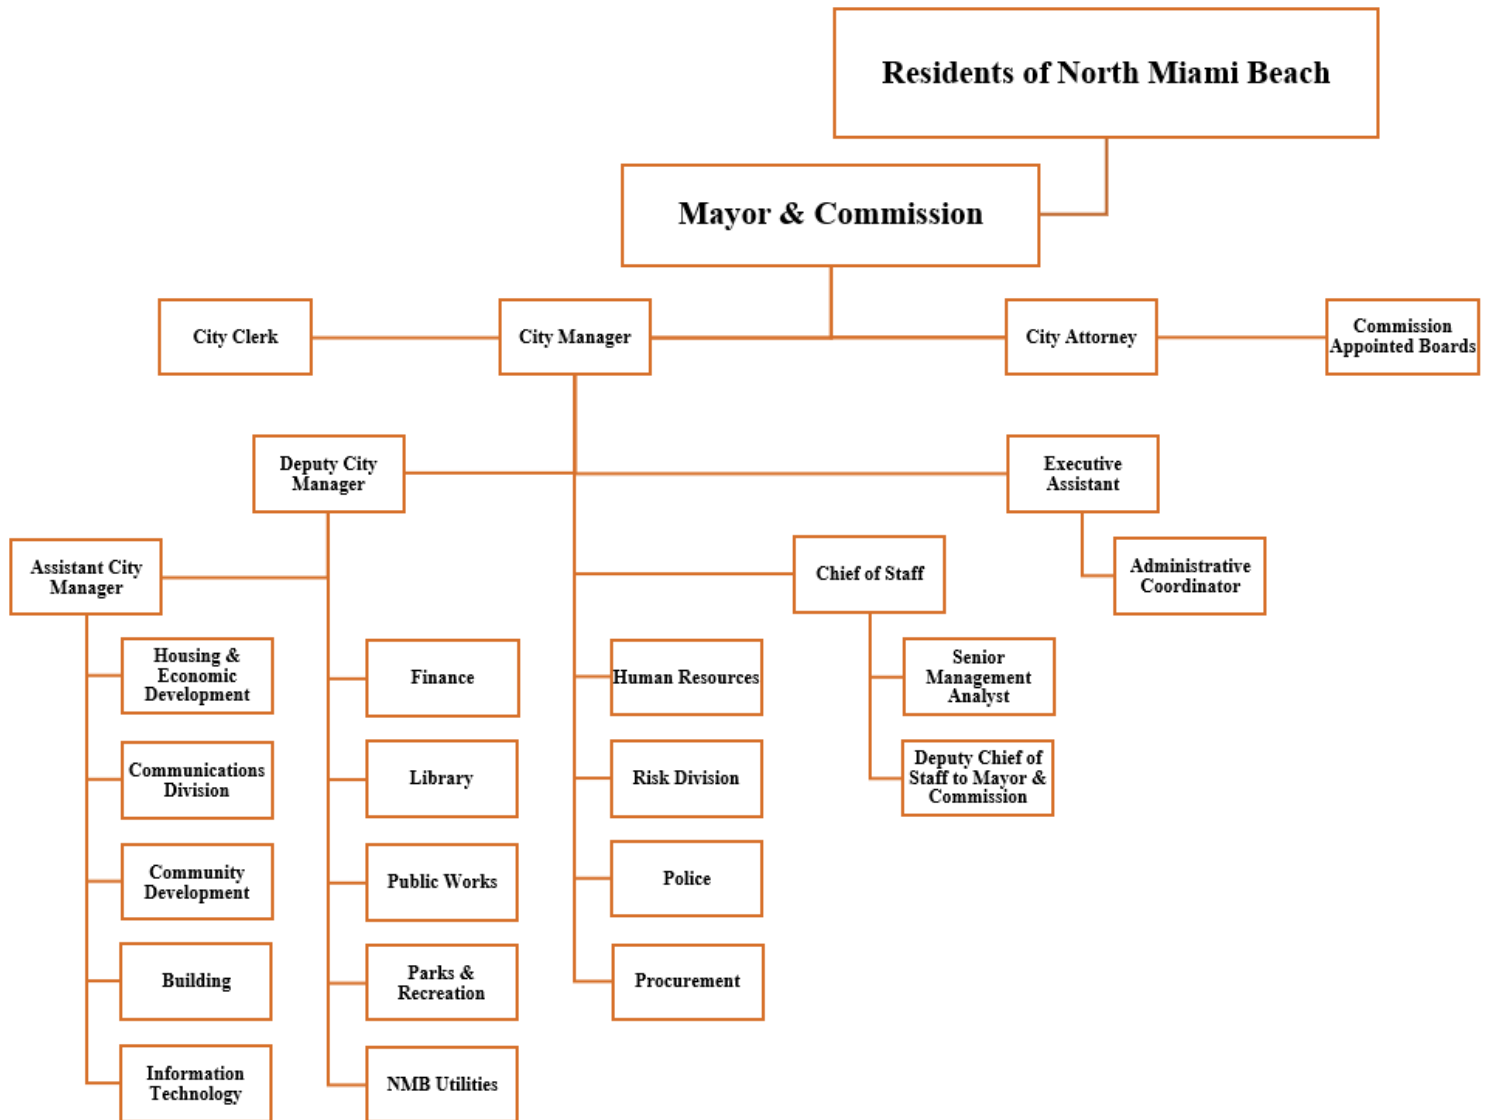 Residents of North Miami Beach
Mayor & Commission
City Clerk
City Manager
City Attorney
Commission
Appointed Boards
Deputy City
Manager
Executive
Assistant
Assistant City
Manager
Chief of Staff
Administrative
Coordinator
Housing &
Economic
Development
Finance
Human Resources
Senior
Management
Analyst
Communications
Division
Library
Risk Division
Deputy Chief of
Staff to Mayor &
Commission
Community
Development
Public Works
Police
Building
Parks &
Recreation
Procurement
Information
Technology
NMB Utilities